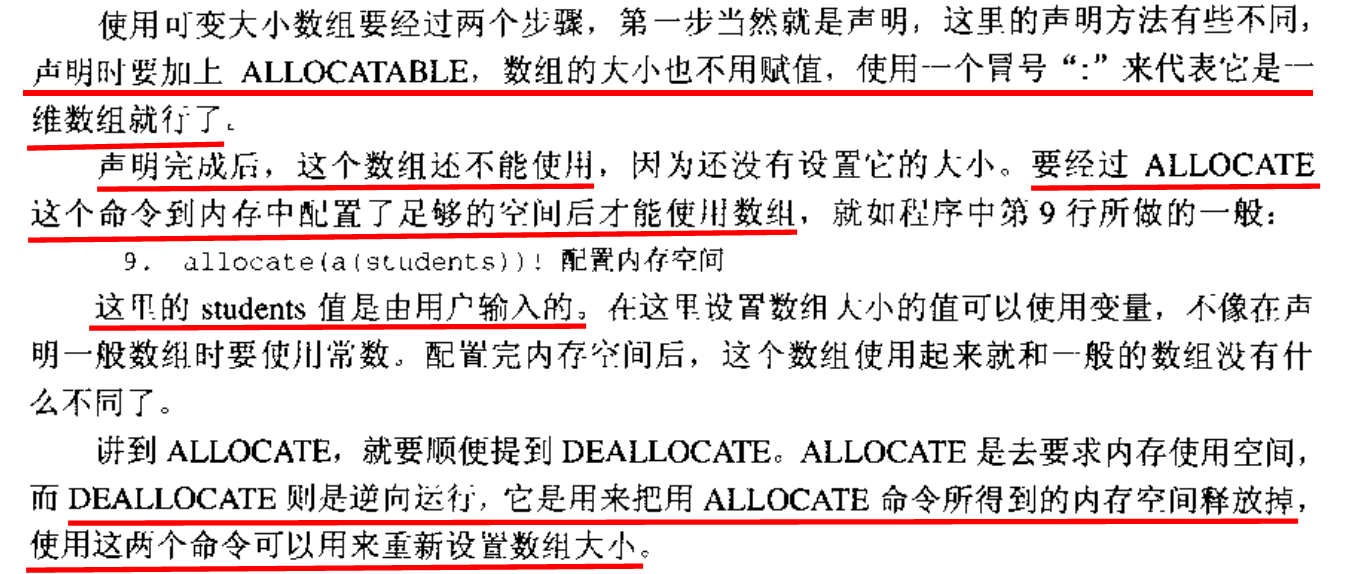 使用可变大小数组要经过两个步骤，第一步当然就是声明，这里的声明方法有些不同，
声明时要加上 ALLOCATABLE，数组的大小也不用赋值，使用一个冒号“:”来代表它是一
维数组就行了。
声明完成后，这个数组还不能使用，因为还没有设置它的大小。要经过 ALLOCATE
这个命令到内存中配置了足够的空间后才能使用数组，就如程序中第 9 行所做的一般：
9. allocate(a(students))! 配置内存空间
这里的 students 值是由用户输入的。在这里设置数组大小的值可以使用变量，不像在声
明一般数组时要使用常数。配置完内存空间后，这个数组使用起来就和一般的数组没有什
么不同了。
讲到 ALLOCATE，就要顺便提到 DEALLOCATE。ALLOCATE 是去要求内存使用空间，
而 DEALLOCATE 则是逆向运行，它是用来把用 ALLOCATE 命令所得到的内存空间释放掉，
使用这两个命令可以用来重新设置数组大小。